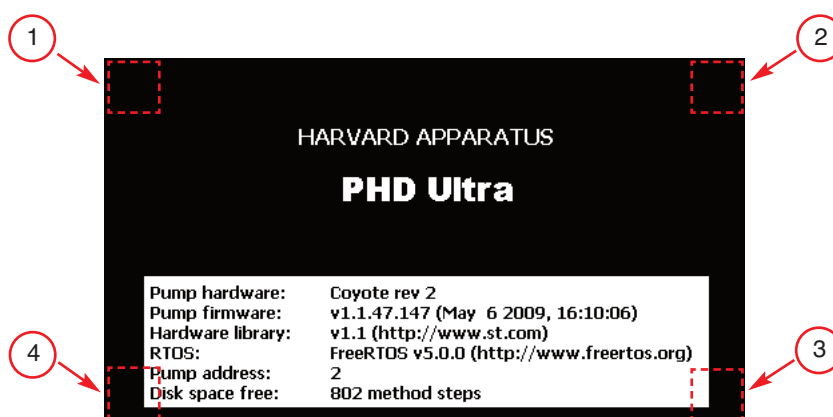 1
2
HARVARD APPARATUS
PHD Ultra
Pump hardware: Coyote rev 2
Pump firmware: v1.1.47.147 (May 6 2009, 16:10:06)
Hardware library: v1.1 (http://www.st.com)
RTOS: FreeRTOS v5.0.0 (http://www.freertos.org)
Pump address: 2
Disk space free: 802 method steps
4
3